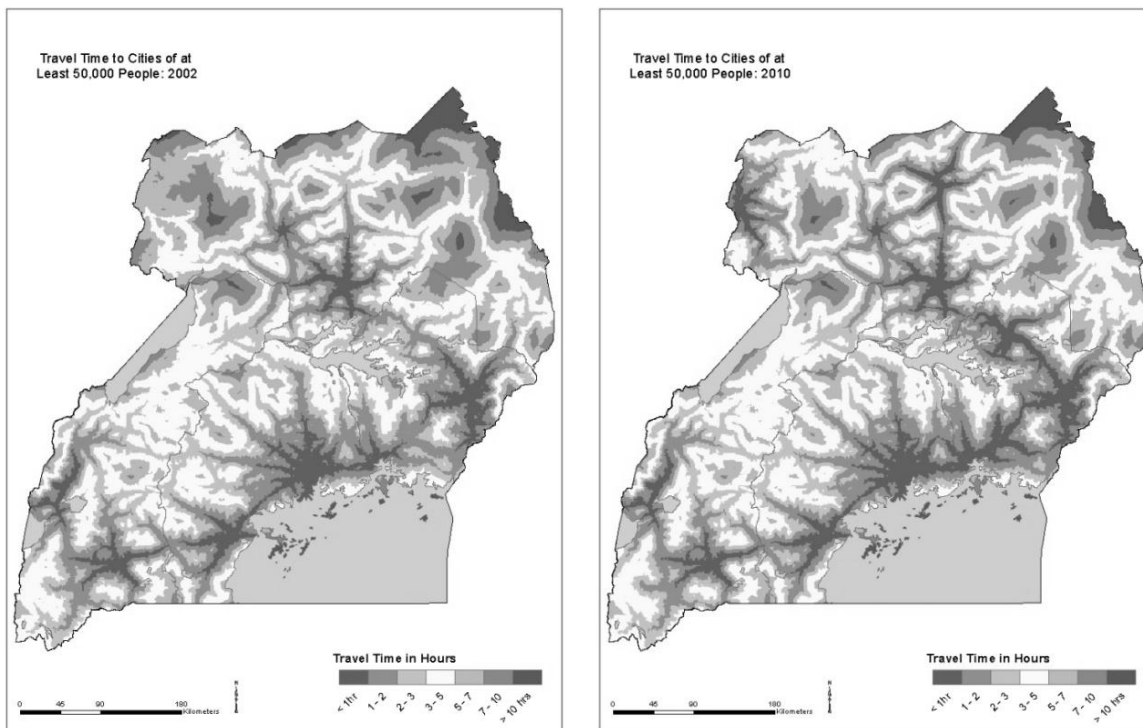 Travel Time to Cities of at
Least 50,000 People: 2002
Travel Time in Hours
< 1hr
1 - 2
2 - 3
3 - 5
5 - 7
7 - 10
> 10 hrs
0 45 90 180
Kilometers
Travel Time to Cities of at
Least 50,000 People: 2010
Travel Time in Hours
< 1hr
1 - 2
2 - 3
3 - 5
5 - 7
7 - 10
> 10 hrs
0 45 90 180
Kilometers